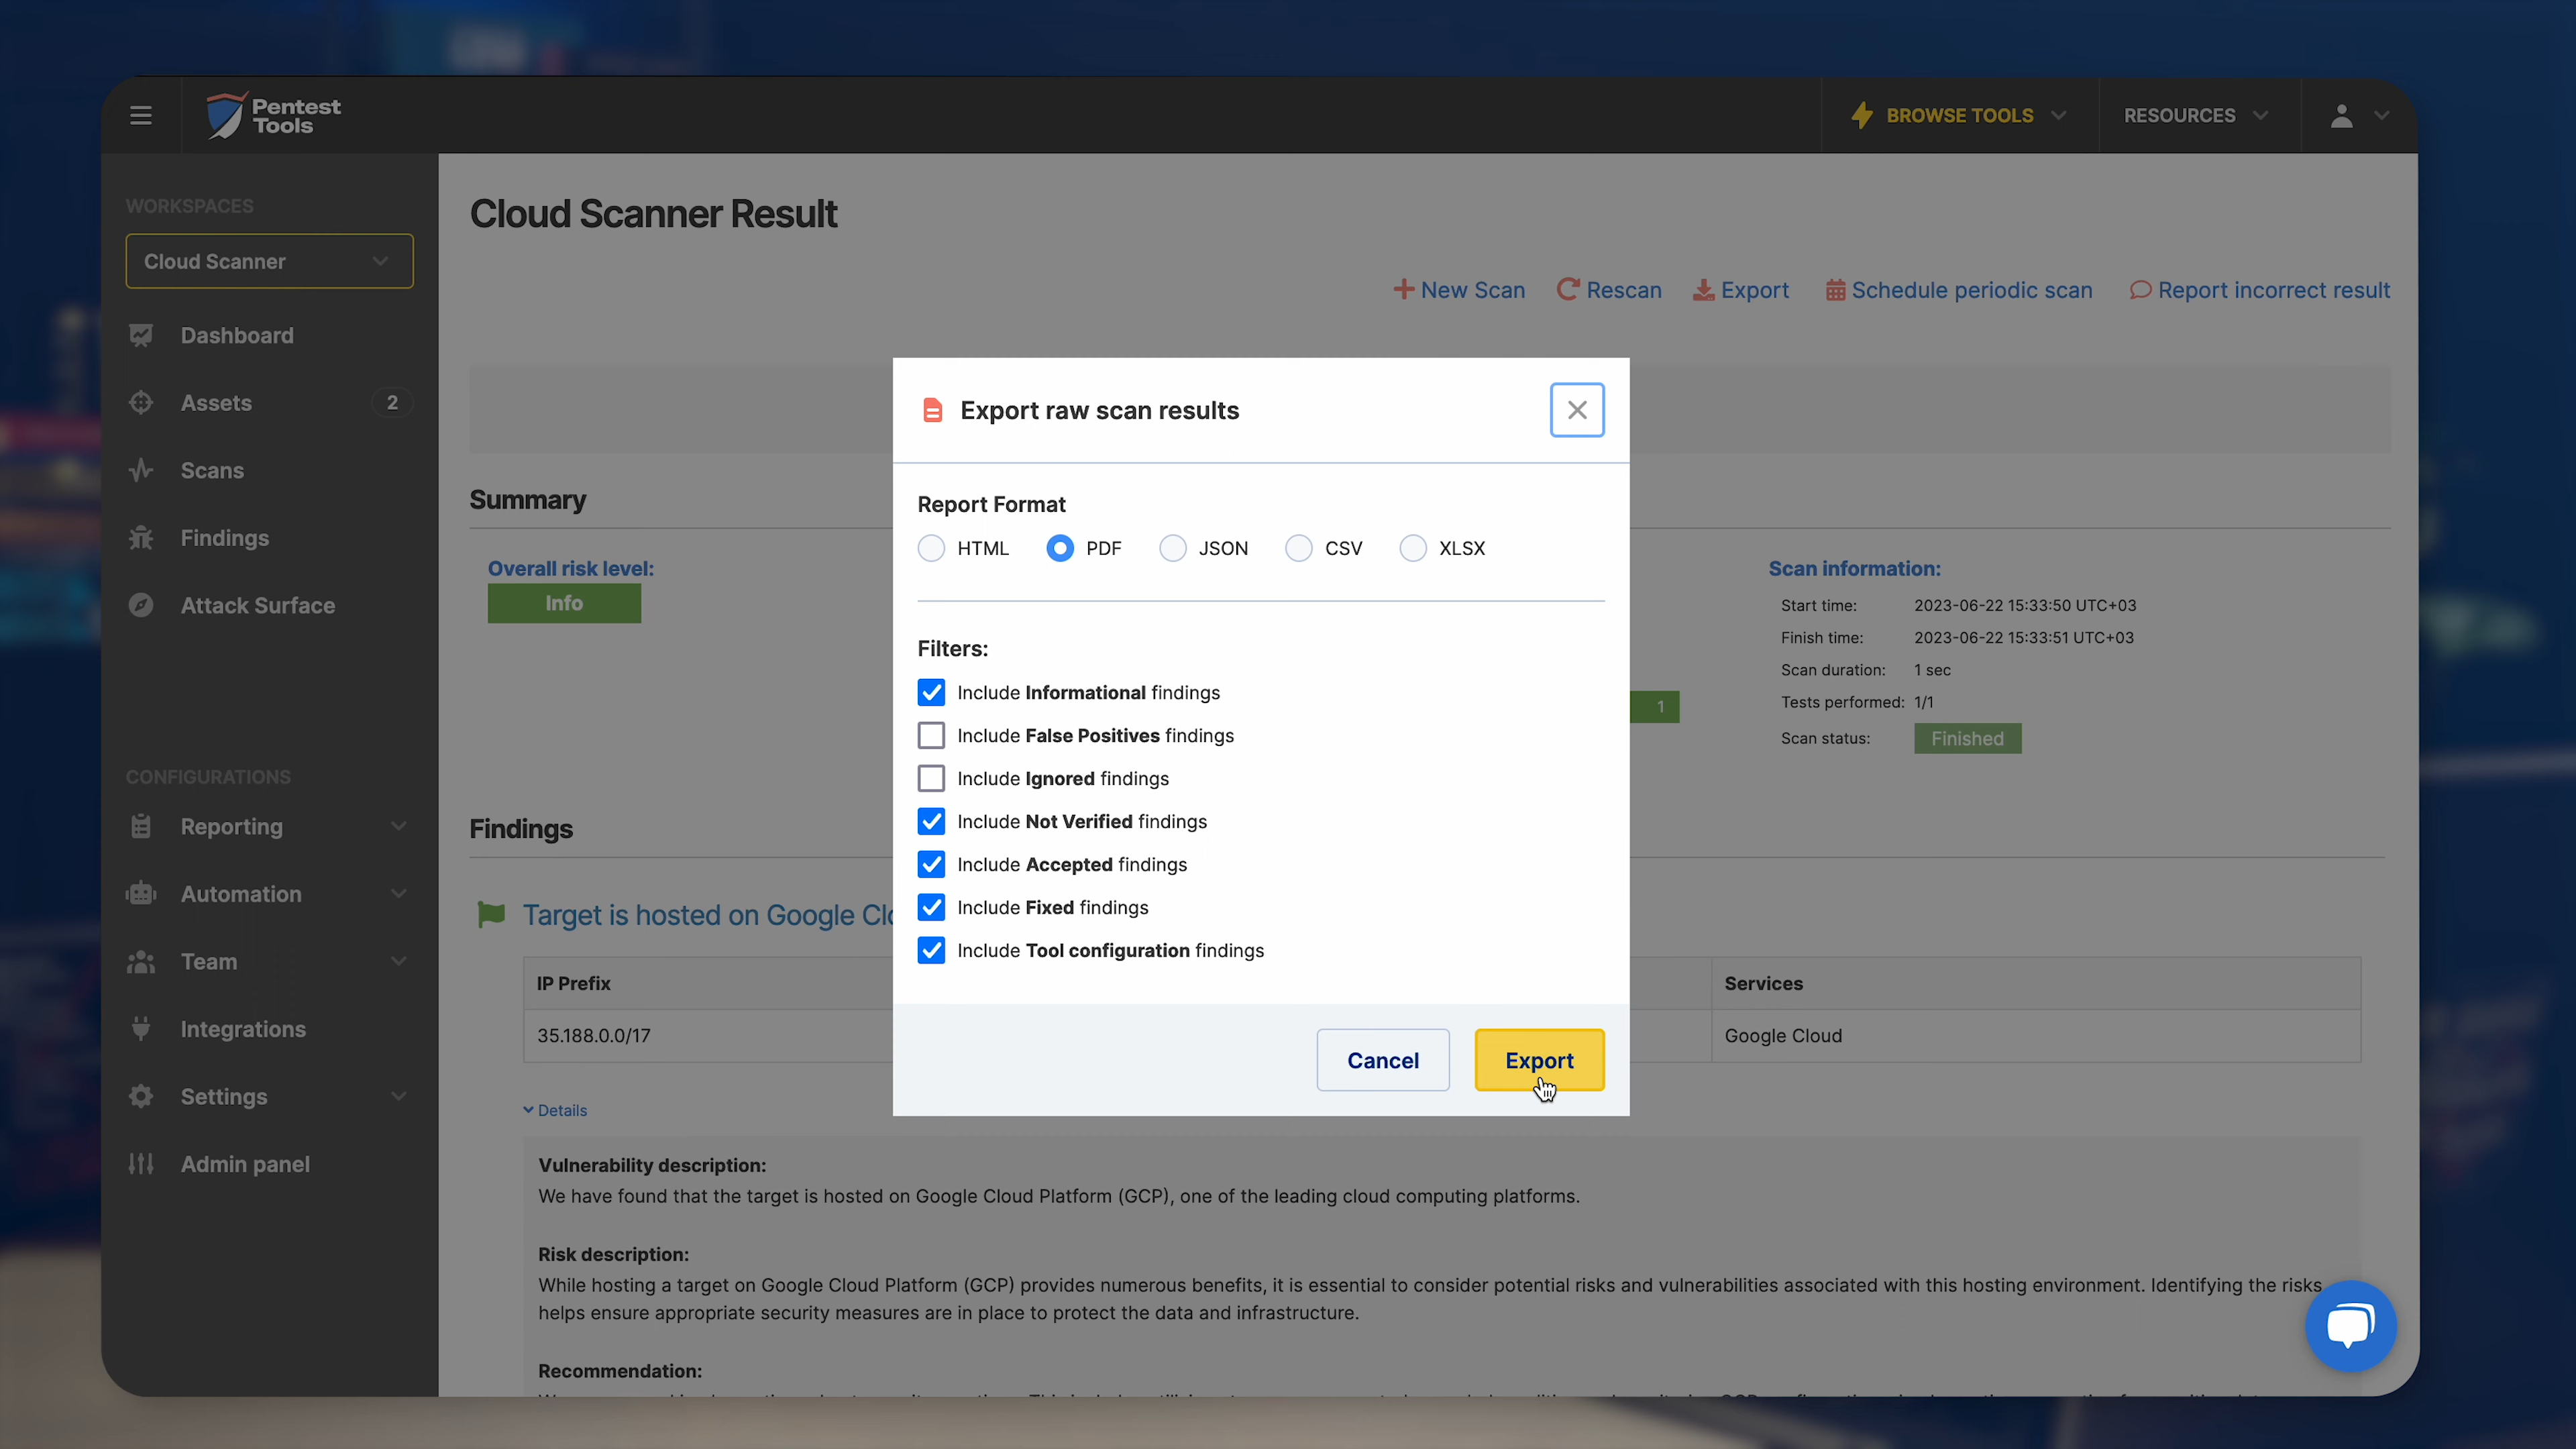 Pentest
Tools
BROWSE TOOLS
RESOURCES
WORKSPACES
Cloud Scanner
Dashboard
Assets
2
Scans
Findings
Attack Surface
CONFIGURATIONS
Reporting
Automation
Team
Integrations
Settings
Admin panel
Cloud Scanner Result
New Scan
Rescan
Export
Schedule periodic scan
Report incorrect result
Summary
Overall risk level:
Info
1
Scan information:
Start time: 2023-06-22 15:33:50 UTC+03
Finish time: 2023-06-22 15:33:51 UTC+03
Scan duration: 1 sec
Tests performed: 1/1
Scan status: Finished
Export raw scan results
Report Format
HTML PDF JSON CSV XLSX
Filters:
Include Informational findings
Include False Positives findings
Include Ignored findings
Include Not Verified findings
Include Accepted findings
Include Fixed findings
Include Tool configuration findings
Cancel Export
Findings
Target is hosted on Google
IP Prefix Services
35.188.0.0/17 Google Cloud
Details
Vulnerability description:
We have found that the target is hosted on Google Cloud Platform (GCP), one of the leading cloud computing platforms.
Risk description:
While hosting a target on Google Cloud Platform (GCP) provides numerous benefits, it is essential to consider potential risks and vulnerabilities associated with this hosting environment. Identifying the risks
helps ensure appropriate security measures are in place to protect the data and infrastructure.
Recommendation: